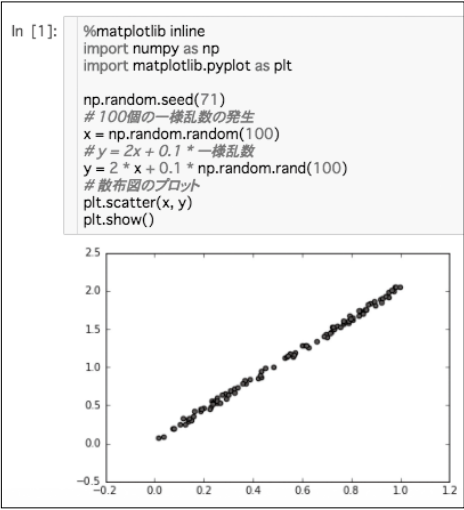 In [1]:
%matplotlib inline
import numpy as np
import matplotlib.pyplot as plt
np.random.seed(71)
# 100個の一様乱数の発生
x = np.random.random(100)
# y = 2x + 0.1 * 一様乱数
y = 2 * x + 0.1 * np.random.rand(100)
# 散布図のプロット
plt.scatter(x, y)
plt.show()
2.5
2.0
1.5
1.0
0.5
0.0
−0.5
−0.2 0.0 0.2 0.4 0.6 0.8 1.0 1.2